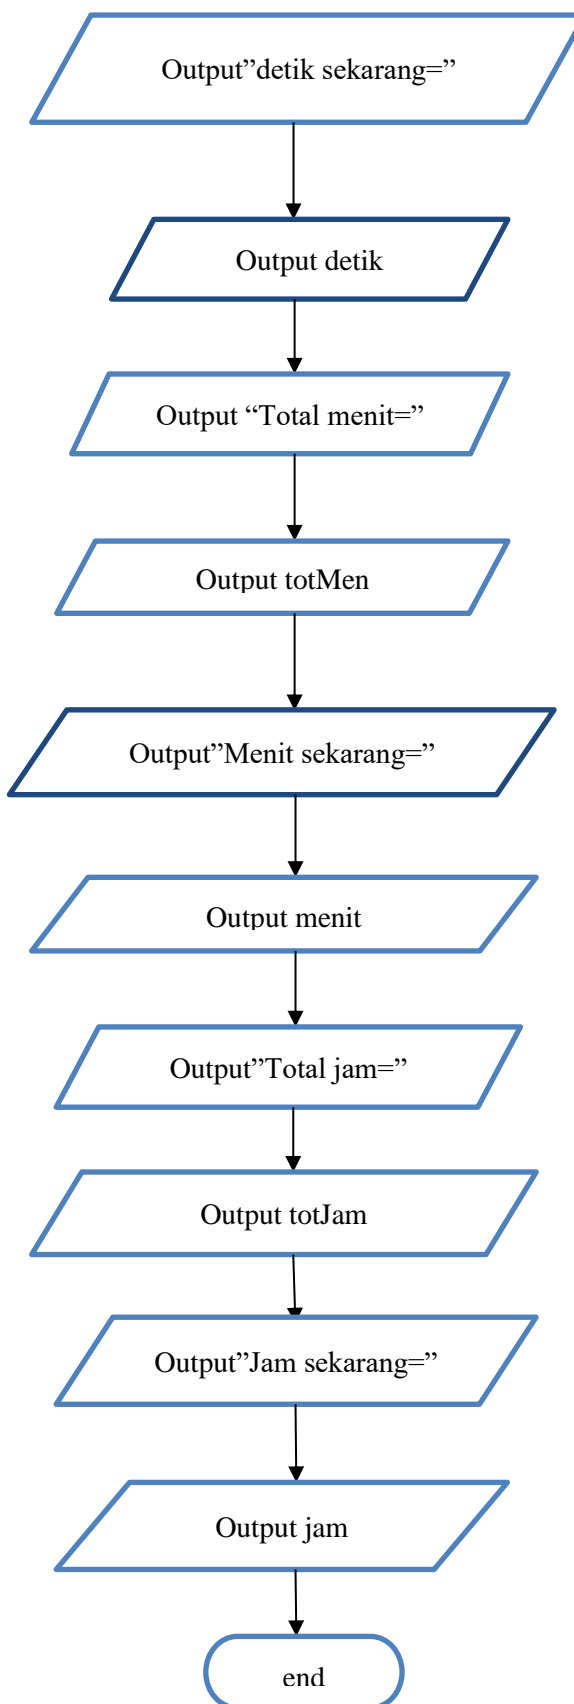 Output”detik sekarang=”
Output detik
Output “Total menit=”
Output totMen
Output”Menit sekarang=”
Output menit
Output”Total jam=”
Output totJam
Output”Jam sekarang=”
Output jam
end